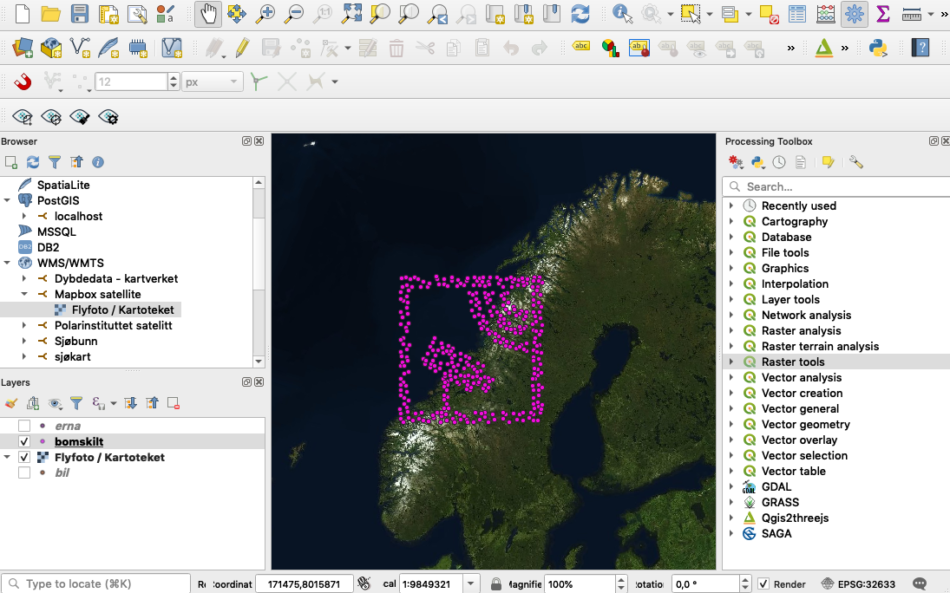 abc
abc
12
px
Browser
SpatiaLite
PostGIS
localhost
MSSQL
DB2
WMS/WMTS
Dybdedata - kartverket
Mapbox satellite
Flyfoto / Kartoteket
Polarinstituttet satelitt
Sjøbunn
sjøkart
Layers
erna
bomskilt
Flyfoto / Kartoteket
bil
Processing Toolbox
Search...
Recently used
Cartography
Database
File tools
Graphics
Interpolation
Layer tools
Network analysis
Raster analysis
Raster terrain analysis
Raster tools
Vector analysis
Vector creation
Vector general
Vector geometry
Vector overlay
Vector selection
Vector table
GDAL
GRASS
Qgis2threejs
SAGA
Type to locate (⌘K) :oordinat 171475,8015871 cal 1:9849321 100% :otatio 0,0 ° Render EPSG:32633